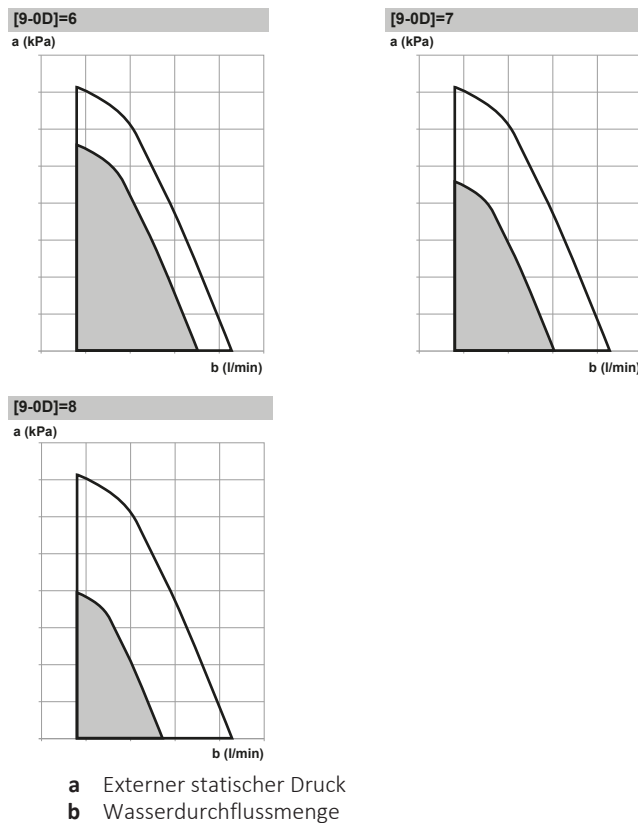 [9-0D]=6
a (kPa)
b (l/min)
[9-0D]=7
a (kPa)
b (l/min)
[9-0D]=8
a (kPa)
b (l/min)
a Externer statischer Druck
b Wasserdurchflussmenge